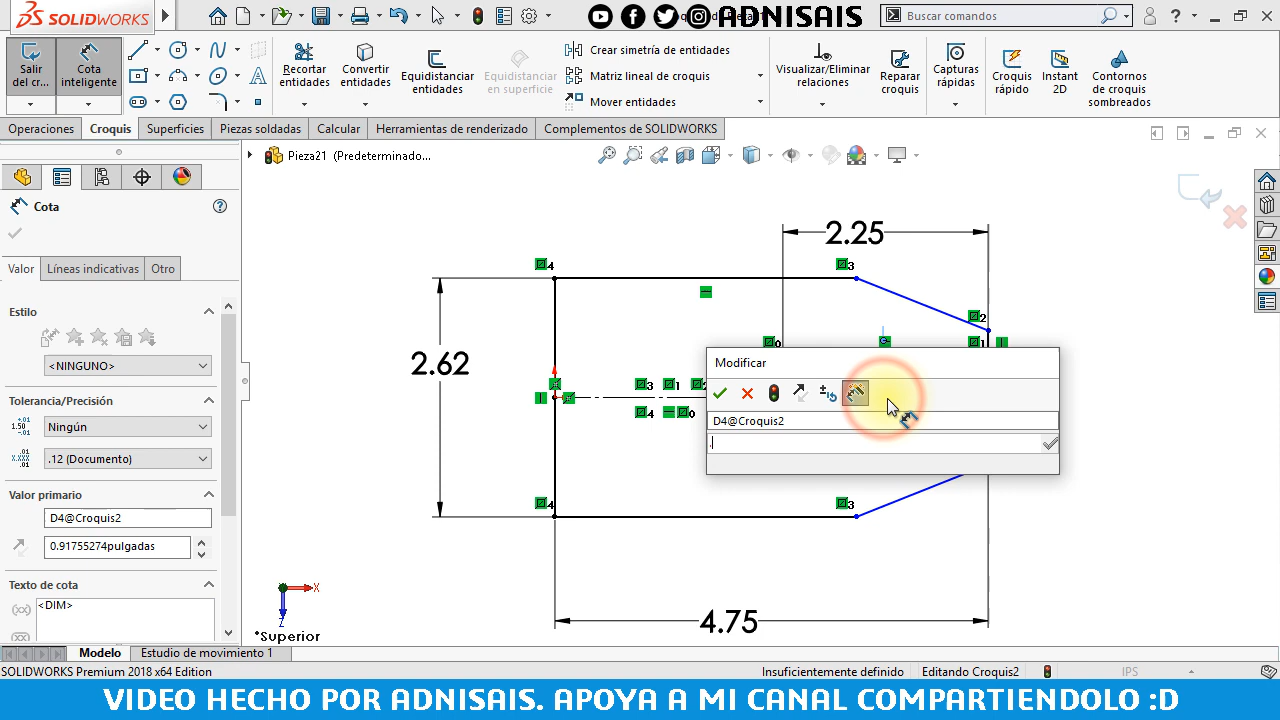 SOLIDWORKS
ADNISAIS
Buscar comandos
Salir del cr...
Cota inteligente
Recortar entidades
Convertir entidades
Equidistanciar entidades
Equidistanciar en superficie
Crear simetría de entidades
Matriz lineal de croquis
Mover entidades
Visualizar/Eliminar relaciones
Reparar croquis
Capturas rápidas
Croquis rápido
Instant 2D
Contornos de croquis sombreados
Operaciones
Croquis
Superficies
Piezas soldadas
Calcular
Herramientas de renderizado
Complementos de SOLIDWORKS
Pieza21 (Predeterminado...
Cota
Valor
Líneas indicativas
Otro
Estilo
<NINGUNO>
Tolerancia/Precisión
Ningún
.12 (Documento)
Valor primario
D4@Croquis2
0.91755274pulgadas
Texto de cota
<DIM>
2.25
2.62
4.75
Modificar
D4@Croquis2
.
X
Z
*Superior
Modelo
Estudio de movimiento 1
SOLIDWORKS Premium 2018 x64 Edition
Insuficientemente definido
Editando Croquis2
IPS
VIDEO HECHO POR ADNISAIS. APOYA A MI CANAL COMPARTIENDOLO :D